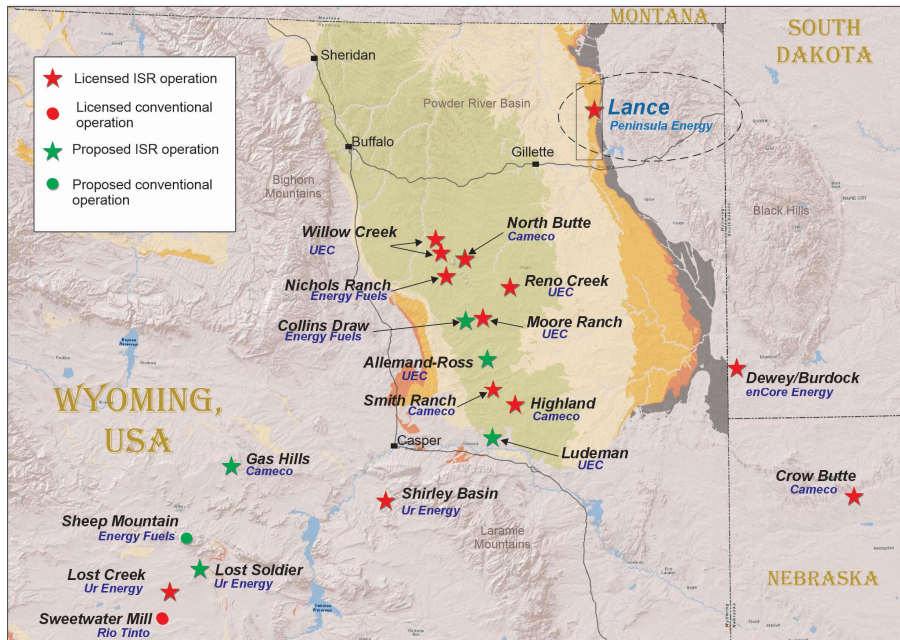 MONTANA
SOUTH
DAKOTA
Sheridan
Licensed ISR operation
Licensed conventional
operation
Proposed ISR operation
Proposed conventional
operation
Powder River Basin
Lance
Peninsula Energy
Buffalo
Gillette
Bighorn
Mountains
Black Hills
RAPID CITY
Willow Creek
UEC
North Butte
Cameco
Nichols Ranch
Energy Fuels
Reno Creek
UEC
Collins Draw
Energy Fuels
Moore Ranch
UEC
Allemand-Ross
UEC
Dewey/Burdock
enCore Energy
Smith Ranch
Cameco
Highland
Cameco
WYOMING,
USA
Casper
Ludeman
UEC
Gas Hills
Cameco
Crow Butte
Cameco
Shirley Basin
Ur Energy
Sheep Mountain
Energy Fuels
Laramie
Mountains
Lost Creek
Ur Energy
Lost Soldier
Ur Energy
NEBRASKA
Sweetwater Mill
Rio Tinto